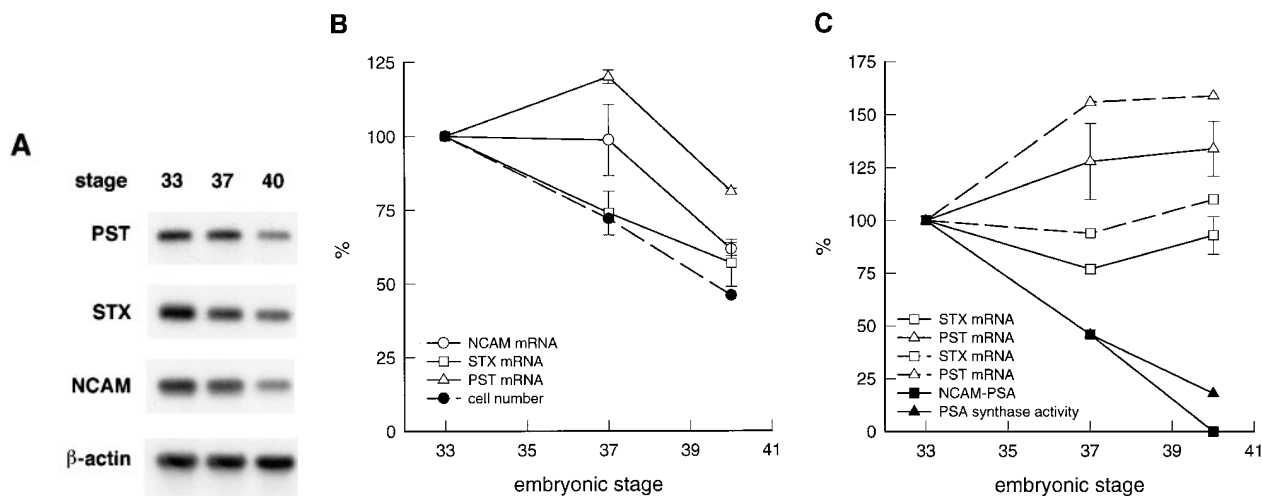 A
stage 33 37 40
PST
STX
NCAM
β-actin
B
125
100
75
50
25
0
%
NCAM mRNA
STX mRNA
PST mRNA
cell number
33 35 37 39 41
embryonic stage
C
175
150
125
100
75
50
25
0
%
STX mRNA
PST mRNA
STX mRNA
PST mRNA
NCAM-PSA
PSA synthase activity
33 35 37 39 41
embryonic stage